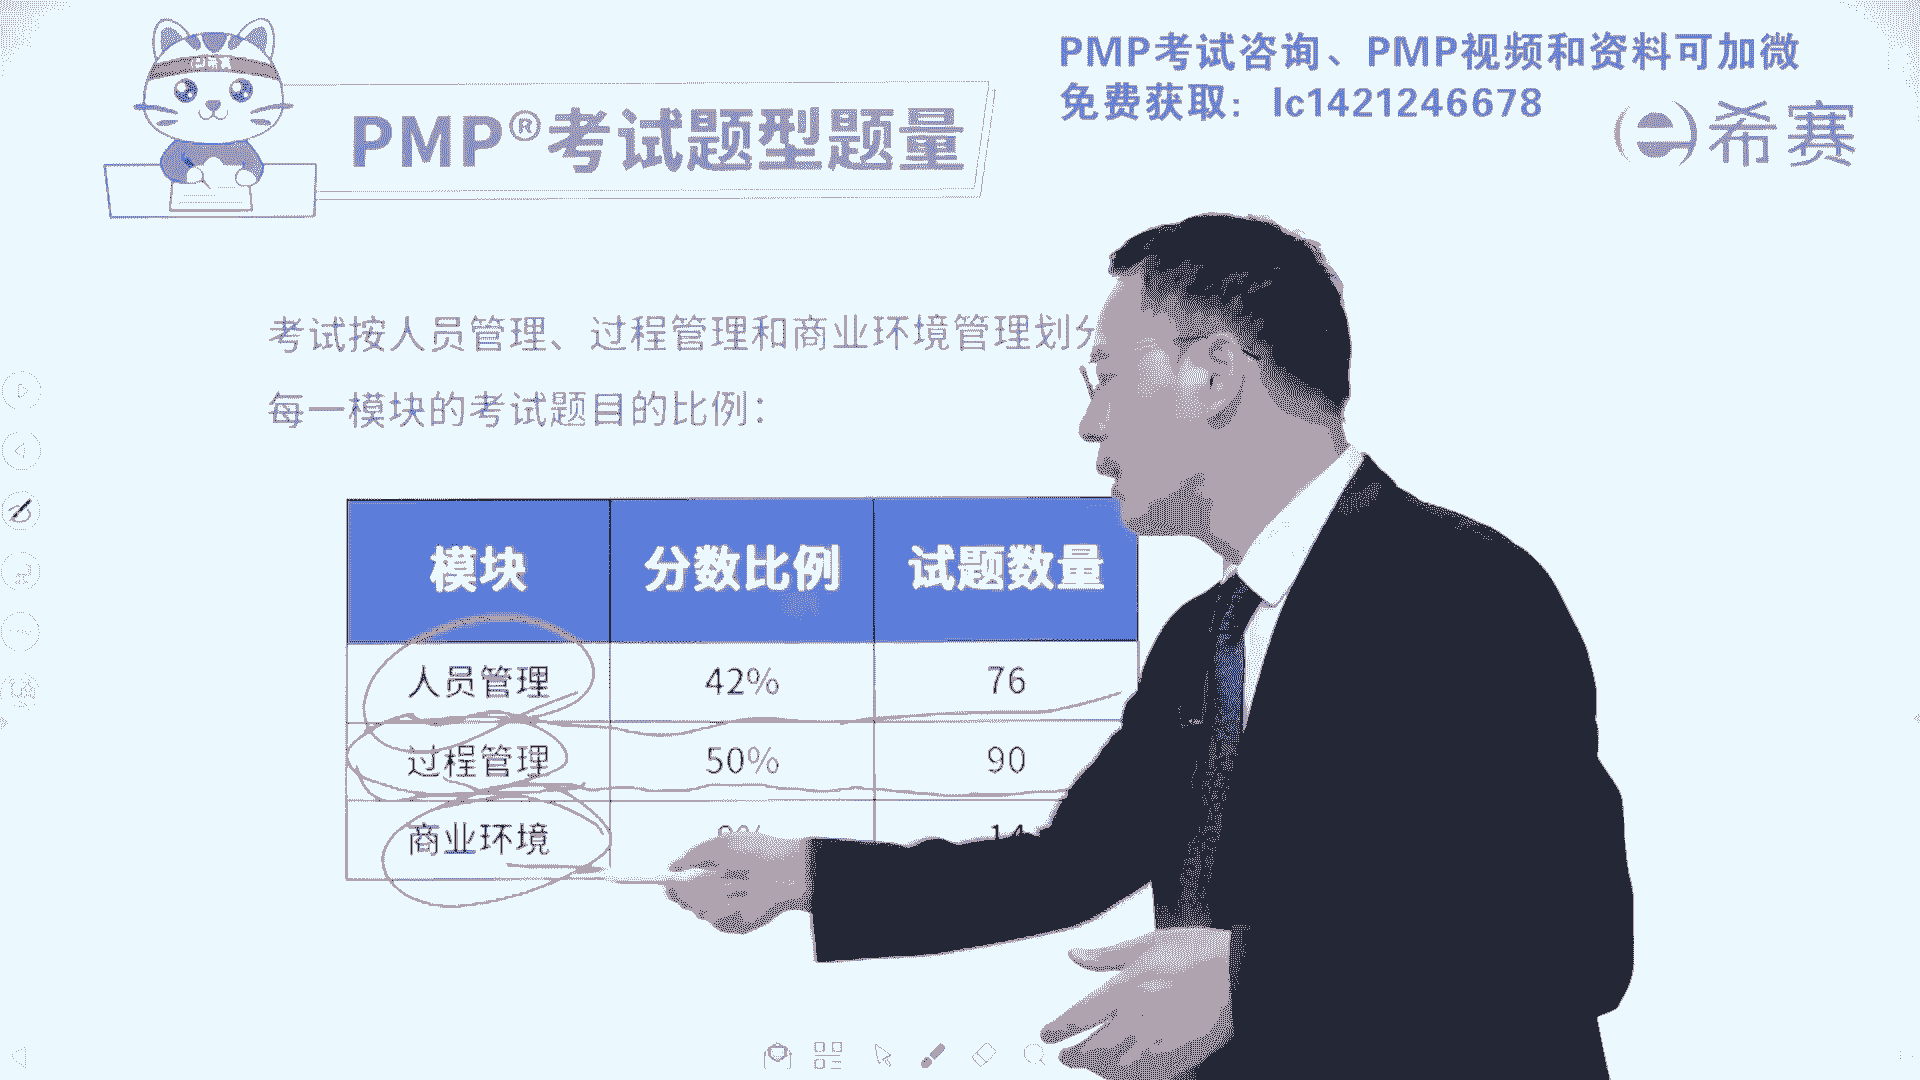 PMP考试咨询、PMP视频和资料可加微
免费获取：lc1421246678
希赛
PMP®考试题型题量
考试按人员管理、过程管理和商业环境管理划分
每一模块的考试题目的比例：
模块 分数比例 试题数量
人员管理 42% 76
过程管理 50% 90
商业环境 8% 14